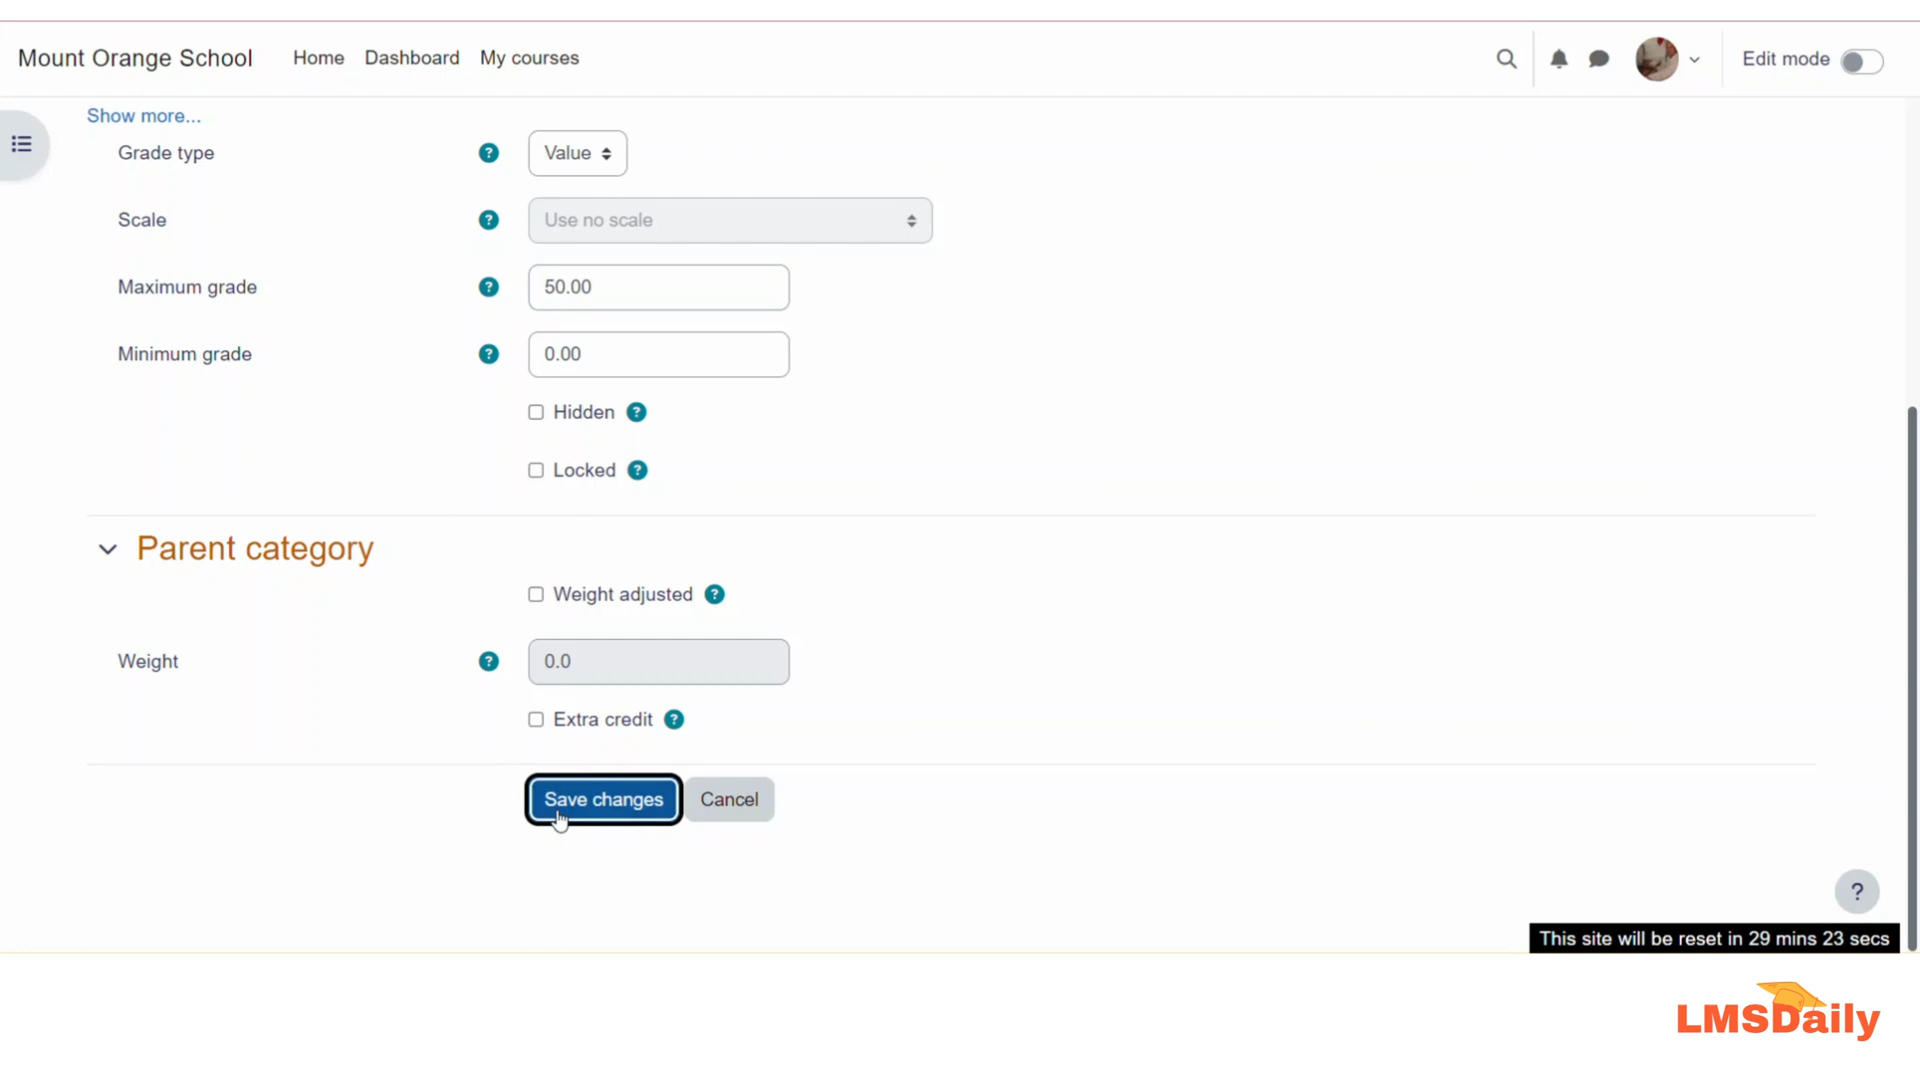 Mount Orange School Home Dashboard My courses Edit mode
Show more...
Grade type ? Value
Scale ? Use no scale
Maximum grade ? 50.00
Minimum grade ? 0.00
Hidden ?
Locked ?
Parent category
Weight adjusted ?
Weight ? 0.0
Extra credit ?
Save changes Cancel
?
This site will be reset in 29 mins 23 secs
LMSDaily